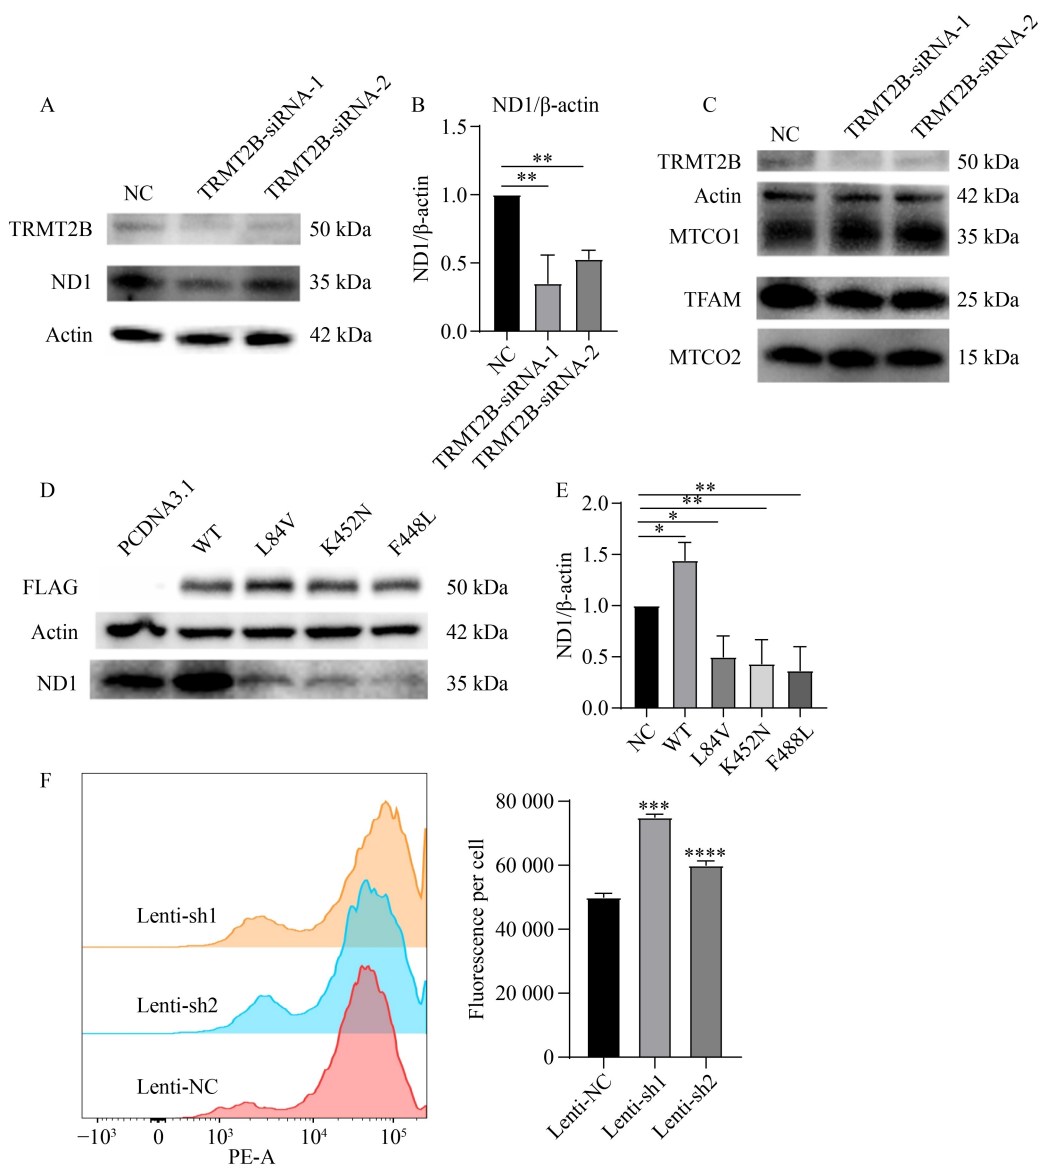 A
NC
TRMT2B-siRNA-1
TRMT2B-siRNA-2
TRMT2B
50 kDa
ND1
35 kDa
Actin
42 kDa
B
ND1/β-actin
ND1/β-actin
1.5
1.0
0.5
0.0
**
**
NC
TRMT2B-siRNA-1
TRMT2B-siRNA-2
C
NC
TRMT2B-siRNA-1
TRMT2B-siRNA-2
TRMT2B
50 kDa
Actin
42 kDa
MTCO1
35 kDa
TFAM
25 kDa
MTCO2
15 kDa
D
PCDNA3.1
WT
L84V
K452N
F448L
FLAG
50 kDa
Actin
42 kDa
ND1
35 kDa
E
ND1/β-actin
2.0
1.5
1.0
0.5
0.0
**
**
*
*
NC
WT
L84V
K452N
F488L
F
Lenti-sh1
Lenti-sh2
Lenti-NC
−10³ 0 10³ 10⁴ 10⁵
PE-A
Fluorescence per cell
80 000
60 000
40 000
20 000
0
***
****
Lenti-NC
Lenti-sh1
Lenti-sh2